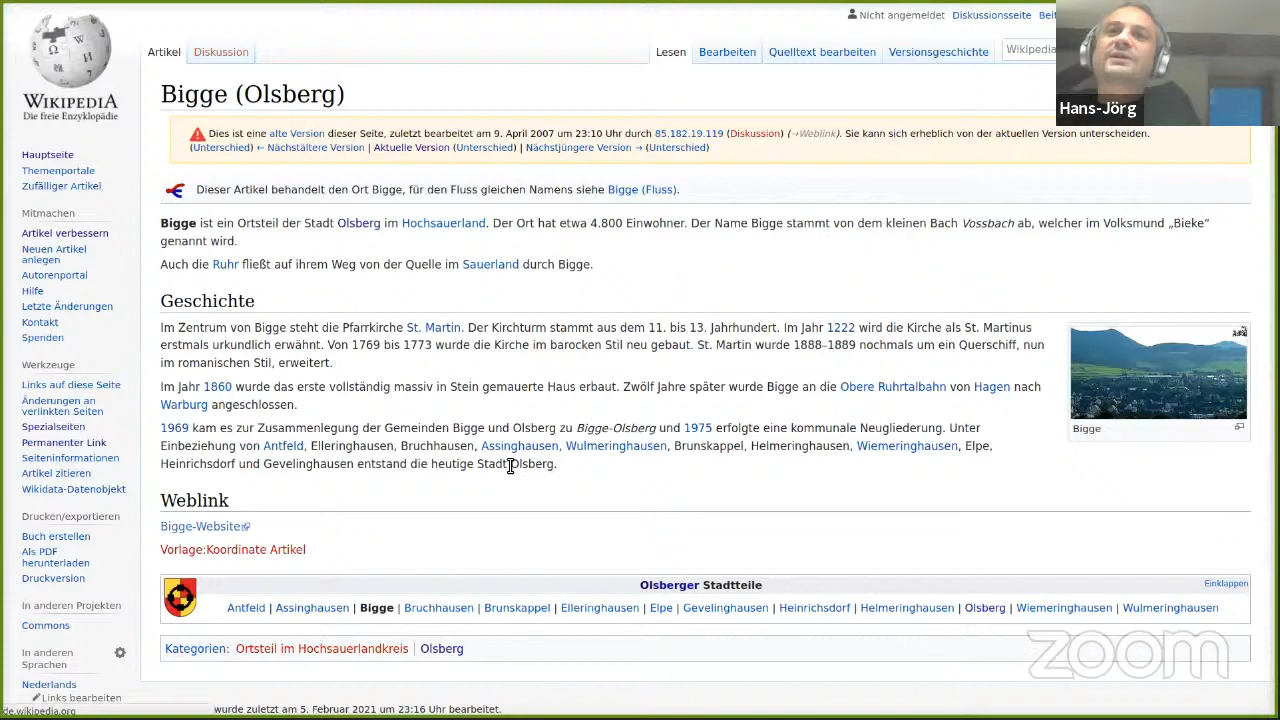 Nicht angemeldet Diskussionsseite Bei
WIKIPEDIA
Die freie Enzyklopädie
Artikel Diskussion Lesen Bearbeiten Quelltext bearbeiten Versionsgeschichte Wikipedia
Hans-Jörg
Bigge (Olsberg)
Dies ist eine alte Version dieser Seite, zuletzt bearbeitet am 9. April 2007 um 23:10 Uhr durch 85.182.19.119 (Diskussion) (→Weblink). Sie kann sich erheblich von der aktuellen Version unterscheiden.
(Unterschied) ← Nächstältere Version | Aktuelle Version (Unterschied) | Nächstjüngere Version → (Unterschied)
Dieser Artikel behandelt den Ort Bigge, für den Fluss gleichen Namens siehe Bigge (Fluss).
Bigge ist ein Ortsteil der Stadt Olsberg im Hochsauerland. Der Ort hat etwa 4.800 Einwohner. Der Name Bigge stammt von dem kleinen Bach Vossbach ab, welcher im Volksmund „Bieke“
genannt wird.
Auch die Ruhr fließt auf ihrem Weg von der Quelle im Sauerland durch Bigge.
Geschichte
Im Zentrum von Bigge steht die Pfarrkirche St. Martin. Der Kirchturm stammt aus dem 11. bis 13. Jahrhundert. Im Jahr 1222 wird die Kirche als St. Martinus
erstmals urkundlich erwähnt. Von 1769 bis 1773 wurde die Kirche im barocken Stil neu gebaut. St. Martin wurde 1888–1889 nochmals um ein Querschiff, nun
im romanischen Stil, erweitert.
Im Jahr 1860 wurde das erste vollständig massiv in Stein gemauerte Haus erbaut. Zwölf Jahre später wurde Bigge an die Obere Ruhrtalbahn von Hagen nach
Warburg angeschlossen.
1969 kam es zur Zusammenlegung der Gemeinden Bigge und Olsberg zu Bigge-Olsberg und 1975 erfolgte eine kommunale Neugliederung. Unter
Einbeziehung von Antfeld, Elleringhausen, Bruchhausen, Assinghausen, Wulmeringhausen, Brunskappel, Helmeringhausen, Wiemeringhausen, Elpe,
Heinrichsdorf und Gevelinghausen entstand die heutige Stadt Olsberg.
Bigge
Weblink
Bigge-Website
Vorlage:Koordinate Artikel
Olsberger Stadtteile Einklappen
Antfeld | Assinghausen | Bigge | Bruchhausen | Brunskappel | Elleringhausen | Elpe | Gevelinghausen | Heinrichsdorf | Helmeringhausen | Olsberg | Wiemeringhausen | Wulmeringhausen
Kategorien: Ortsteil im Hochsauerlandkreis | Olsberg
wurde zuletzt am 5. Februar 2021 um 23:16 Uhr bearbeitet.
zoom
Hauptseite
Themenportale
Zufälliger Artikel
Mitmachen
Artikel verbessern
Neuen Artikel
anlegen
Autorenportal
Hilfe
Letzte Änderungen
Kontakt
Spenden
Werkzeuge
Links auf diese Seite
Änderungen an
verlinkten Seiten
Spezialseiten
Permanenter Link
Seiteninformationen
Artikel zitieren
Wikidata-Datenobjekt
Drucken/exportieren
Buch erstellen
Als PDF
herunterladen
Druckversion
In anderen Projekten
Commons
In anderen
Sprachen
Nederlands
Links bearbeiten
de.wikipedia.org